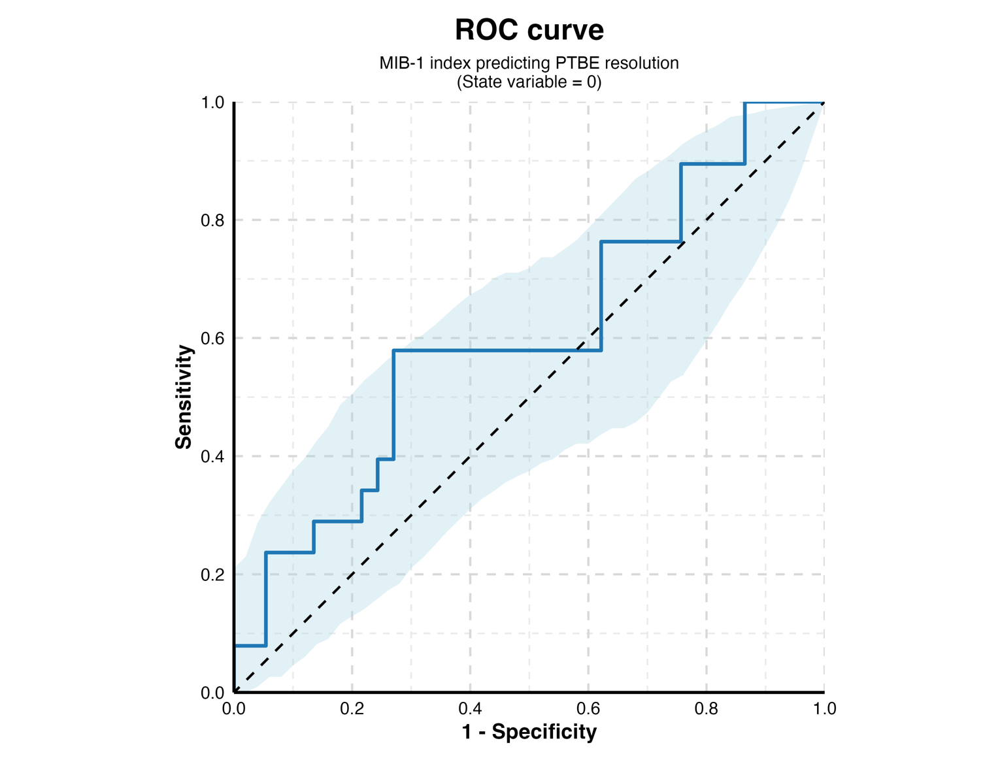 ROC curve
MIB-1 index predicting PTBE resolution
(State variable = 0)
1.0
0.8
0.6
0.4
0.2
0.0
Sensitivity
0.0 0.2 0.4 0.6 0.8 1.0
1 - Specificity